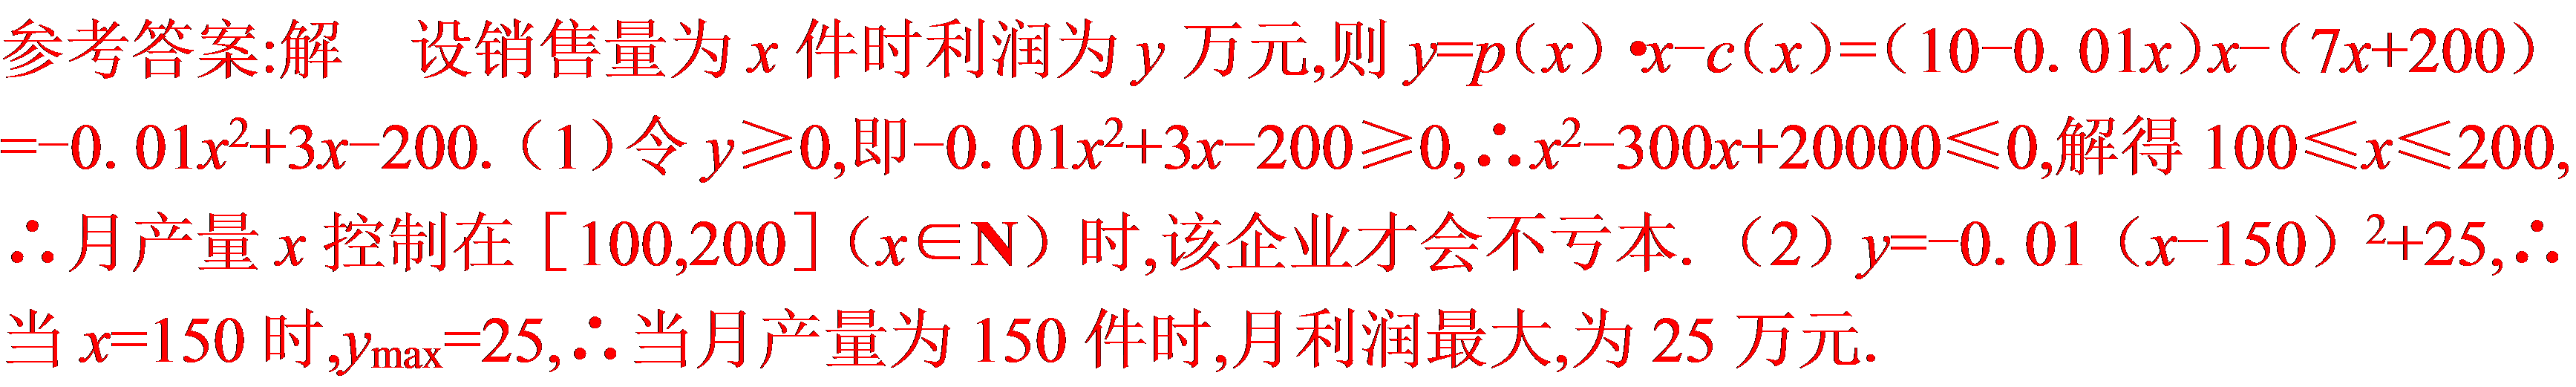 参考答案:解　设销售量为 x 件时利润为 y 万元,则 y=p(x)•x-c(x)=(10-0.01x)x-(7x+200)
=-0.01x²+3x-200.(1)令 y≥0,即-0.01x²+3x-200≥0,∴x²-300x+20000≤0,解得 100≤x≤200,
∴月产量 x 控制在[100,200](x∈N)时,该企业才会不亏本.(2)y=-0.01(x-150)²+25,∴
当 x=150 时,ymax=25,∴当月产量为 150 件时,月利润最大,为 25 万元.